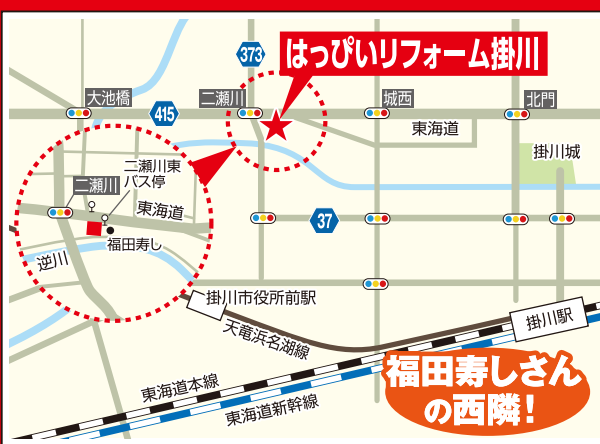 373
はっぴいリフォーム掛川
大池橋
415
二瀬川
城西
北門
東海道
掛川城
二瀬川東
バス停
二瀬川
東海道
福田寿し
逆川
37
掛川市役所前駅
天竜浜名湖線
掛川駅
東海道本線
東海道新幹線
福田寿しさん
の西隣!